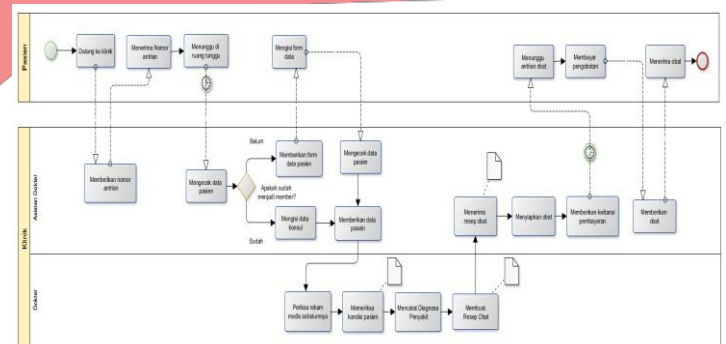 Pasien
Datang ke klinik
Menerima Nomor
antrian
Menunggu di
ruang tunggu
Mengisi form
data
Menunggu
antrian obat
Membayar
pengobatan
Menerima obat
Klinik
Asisten Dokter
Memberikan nomor
antrian
Mengecek data
pasien
Belum
Apakah sudah
menjadi member?
Sudah
Memberikan form
data pasien
Mengisi data
konsul
Mengecek data
pasien
Memberikan data
pasien
Menerima
resep obat
Menyiapkan obat
Memberikan kwitansi
pembayaran
Memberikan
obat
Dokter
Periksa rekam
medis sebelumnya
Memeriksa
kondisi pasien
Mencatat Diagnosa
Penyakit
Membuat
Resep Obat